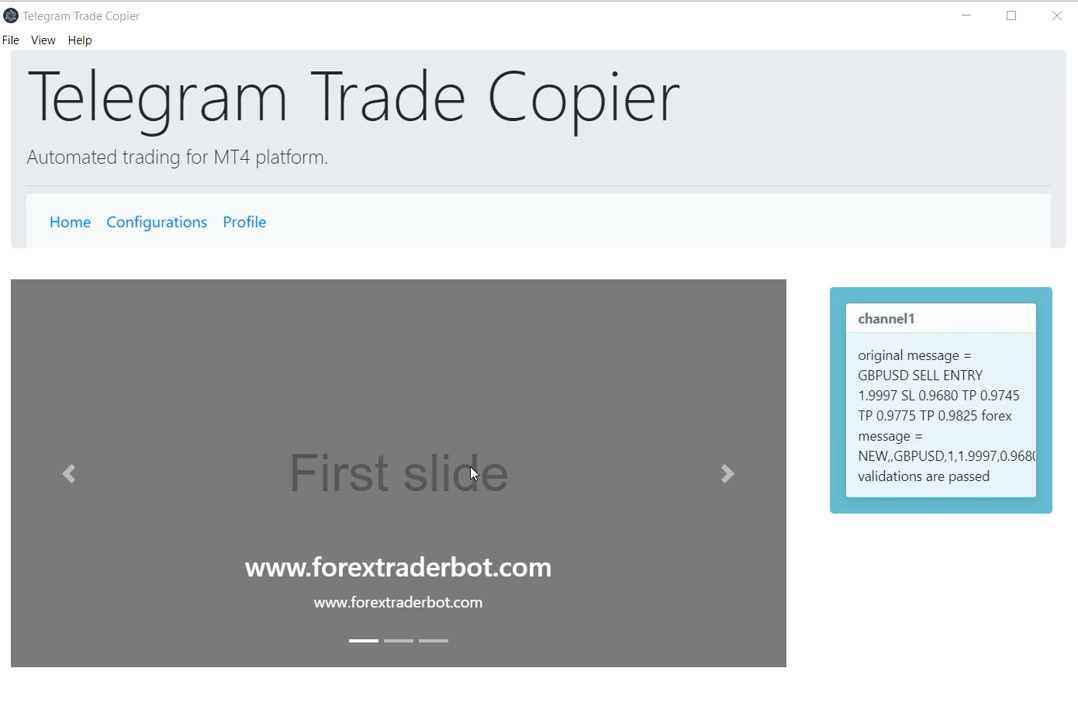 Telegram Trade Copier
File View Help
Telegram Trade Copier
Automated trading for MT4 platform.
Home Configurations Profile
First slide
www.forextraderbot.com
www.forextraderbot.com
channel1
original message =
GBPUSD SELL ENTRY
1.9997 SL 0.9680 TP 0.9745
TP 0.9775 TP 0.9825 forex
message =
NEW,,GBPUSD,1,1.9997,0.9680
validations are passed